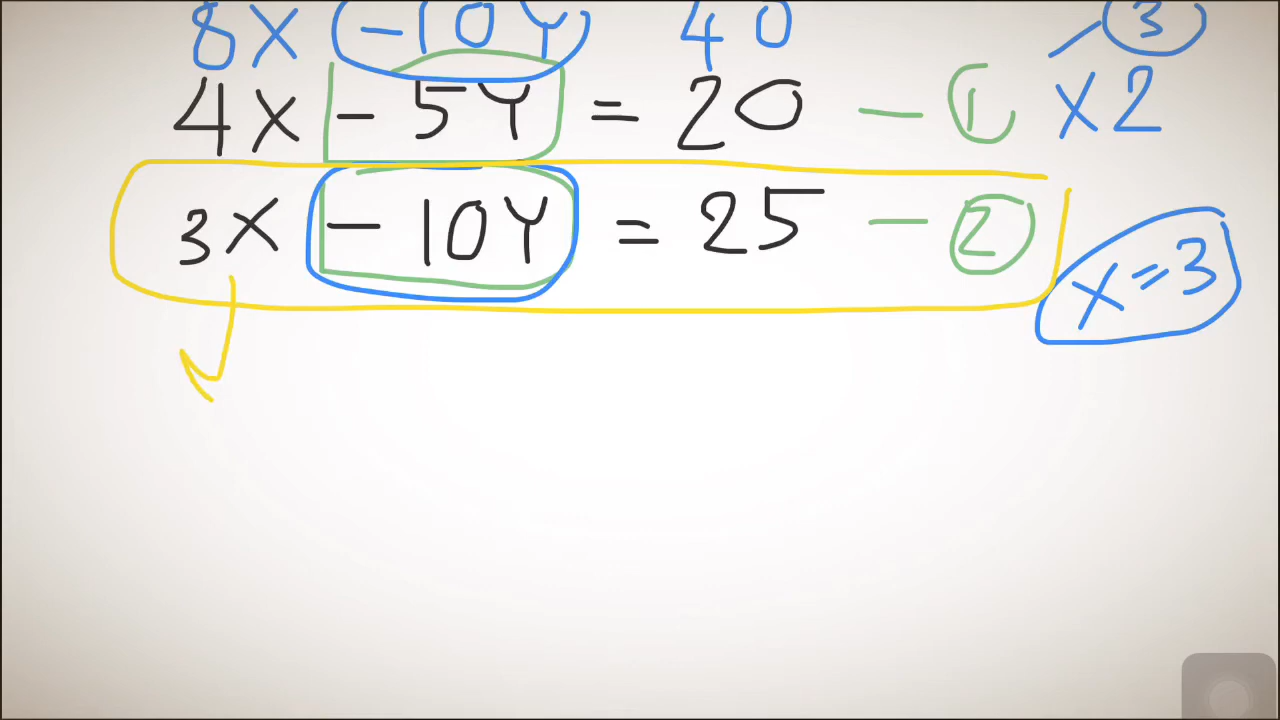 8X -10Y 40 - 3
4X - 5Y = 20 - 1 X2
3X - 10Y = 25 - 2
X=3